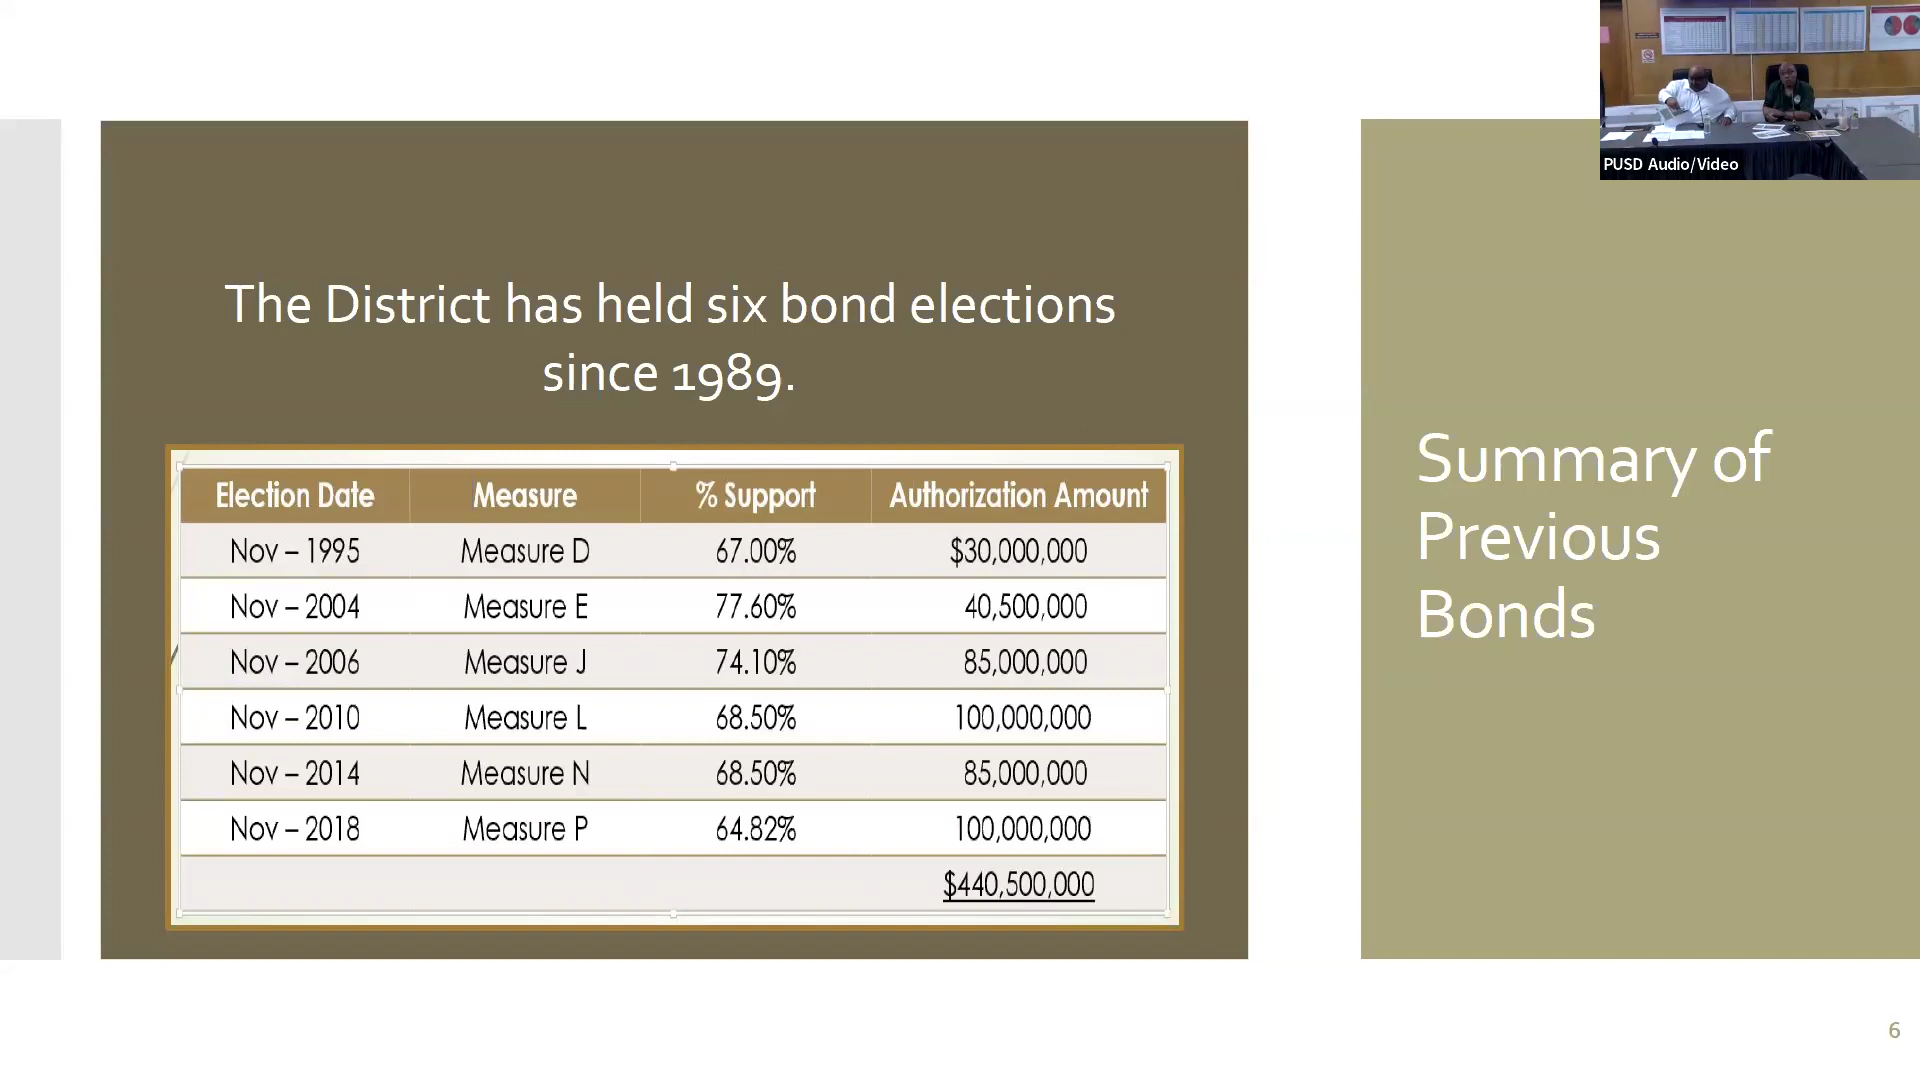 The District has held six bond elections
since 1989.
Election Date Measure % Support Authorization Amount
Nov – 1995 Measure D 67.00% $30,000,000
Nov – 2004 Measure E 77.60% 40,500,000
Nov – 2006 Measure J 74.10% 85,000,000
Nov – 2010 Measure L 68.50% 100,000,000
Nov – 2014 Measure N 68.50% 85,000,000
Nov – 2018 Measure P 64.82% 100,000,000
$440,500,000
Summary of
Previous
Bonds
PUSD Audio/Video
6